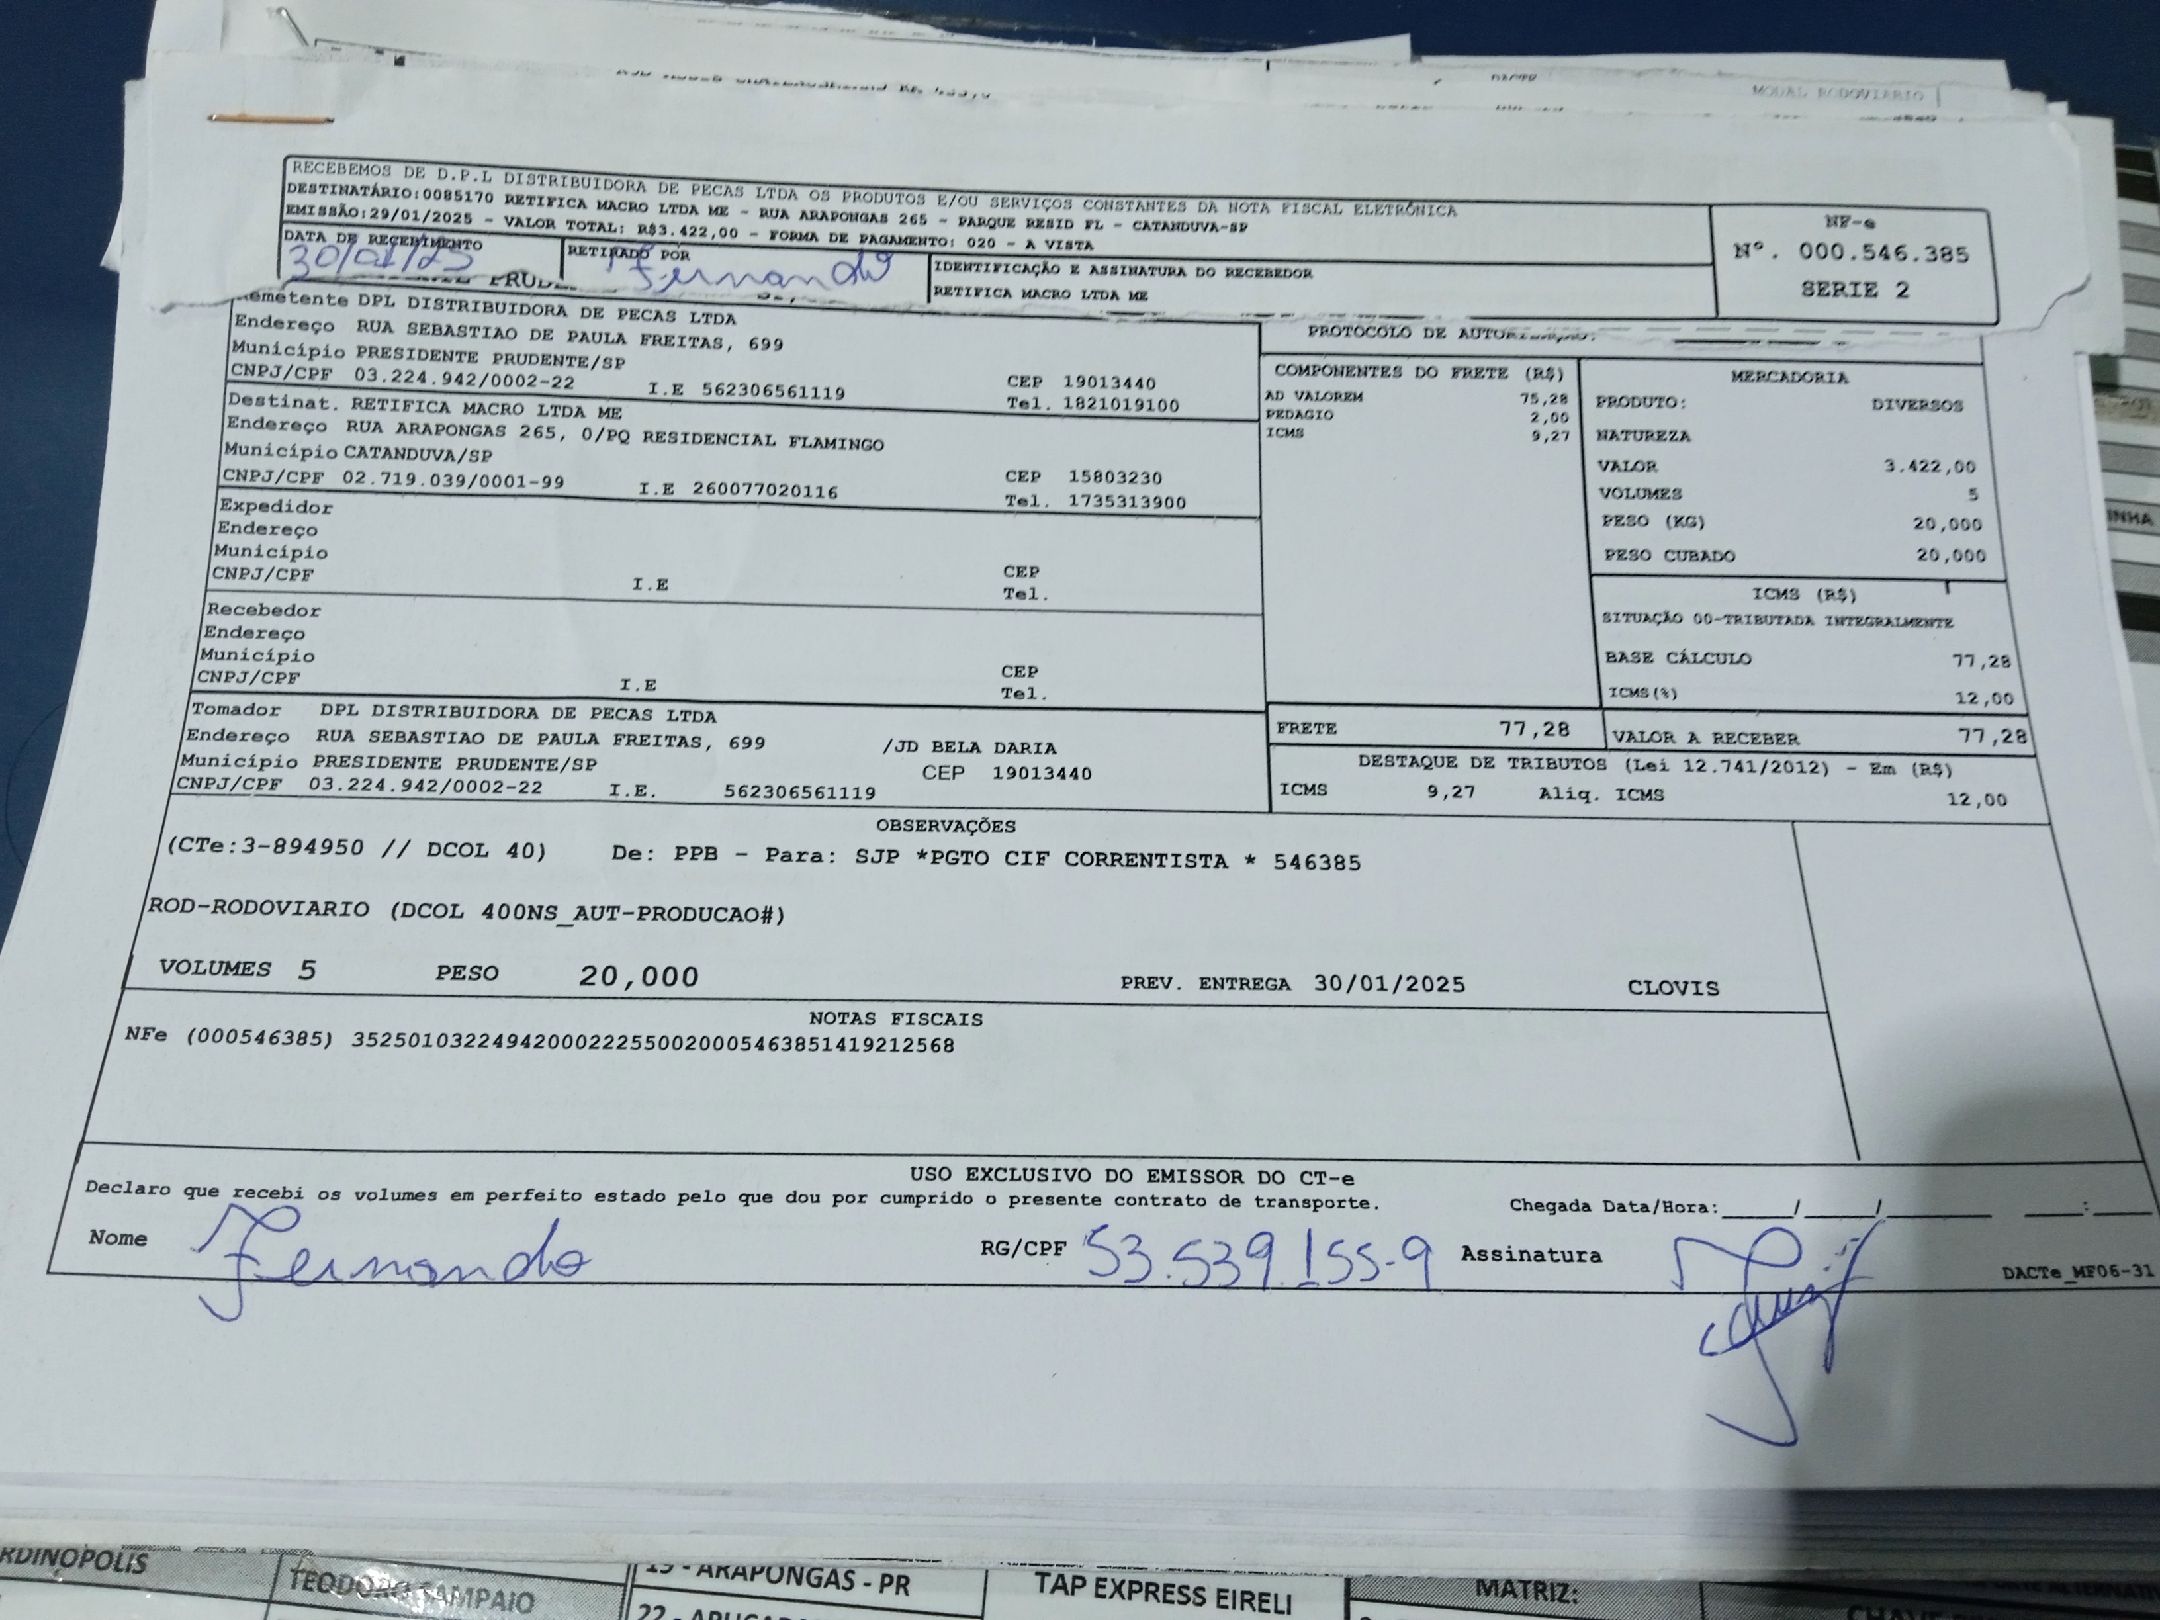 MODAL RODOVIARIO
RECEBEMOS DE D.P.L DISTRIBUIDORA DE PECAS LTDA OS PRODUTOS E/OU SERVIÇOS CONSTANTES DA NOTA FISCAL ELETRÔNICA
DESTINATÁRIO:0085170 RETIFICA MACRO LTDA ME - RUA ARAPONGAS 265 - PARQUE RESID FL - CATANDUVA-SP
EMISSÃO:29/01/2025 - VALOR TOTAL: R$3.422,00 - FORMA DE PAGAMENTO: 020 - A VISTA
NF-e
Nº. 000.546.385
SERIE 2
DATA DE RECEBIMENTO
30/01/25
RETIRADO POR
Fernando
IDENTIFICAÇÃO E ASSINATURA DO RECEBEDOR
RETIFICA MACRO LTDA ME
Remetente DPL DISTRIBUIDORA DE PECAS LTDA
Endereço RUA SEBASTIAO DE PAULA FREITAS, 699
Município PRESIDENTE PRUDENTE/SP
CNPJ/CPF 03.224.942/0002-22 I.E 562306561119
CEP 19013440
Tel. 1821019100
Destinat. RETIFICA MACRO LTDA ME
Endereço RUA ARAPONGAS 265, 0/PQ RESIDENCIAL FLAMINGO
Município CATANDUVA/SP
CNPJ/CPF 02.719.039/0001-99 I.E 260077020116
CEP 15803230
Tel. 1735313900
Expedidor
Endereço
Município
CNPJ/CPF I.E
CEP
Tel.
Recebedor
Endereço
Município
CNPJ/CPF I.E
CEP
Tel.
Tomador DPL DISTRIBUIDORA DE PECAS LTDA
Endereço RUA SEBASTIAO DE PAULA FREITAS, 699 /JD BELA DARIA
Município PRESIDENTE PRUDENTE/SP CEP 19013440
CNPJ/CPF 03.224.942/0002-22 I.E. 562306561119
PROTOCOLO DE
COMPONENTES DO FRETE (R$)
AD VALOREM 75,28
PEDAGIO 2,00
ICMS 9,27
MERCADORIA
PRODUTO: DIVERSOS
NATUREZA
VALOR 3.422,00
VOLUMES 5
PESO (KG) 20,000
PESO CUBADO 20,000
ICMS (R$)
SITUAÇÃO 00-TRIBUTADA INTEGRALMENTE
BASE CÁLCULO 77,28
ICMS(%) 12,00
FRETE 77,28
VALOR A RECEBER 77,28
DESTAQUE DE TRIBUTOS (Lei 12.741/2012) - Em (R$)
ICMS 9,27 Aliq. ICMS 12,00
OBSERVAÇÕES
(CTe:3-894950 // DCOL 40) De: PPB - Para: SJP *PGTO CIF CORRENTISTA * 546385
ROD-RODOVIARIO (DCOL 400NS_AUT-PRODUCAO#)
VOLUMES 5 PESO 20,000 PREV. ENTREGA 30/01/2025 CLOVIS
NOTAS FISCAIS
NFe (000546385) 35250103224942000222550020005463851419212568
USO EXCLUSIVO DO EMISSOR DO CT-e
Declaro que recebi os volumes em perfeito estado pelo que dou por cumprido o presente contrato de transporte.
Chegada Data/Hora:_____/_____/_______ ____:____
Nome Fernando RG/CPF 53.539.155-9 Assinatura
DACTe_MF06-31
RDINOPOLIS
TEODORO SAMPAIO
19 - ARAPONGAS - PR
TAP EXPRESS EIRELI
MATRIZ:
22 -